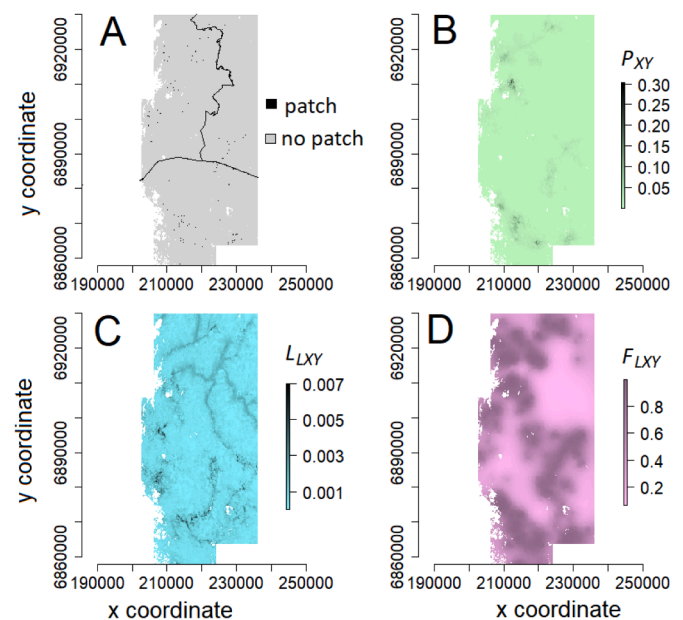 A
y coordinate
6920000
6890000
6860000
190000 210000 230000 250000
patch
no patch
B
P_XY
0.30
0.25
0.20
0.15
0.10
0.05
6920000
6890000
6860000
190000 210000 230000 250000
C
y coordinate
6920000
6890000
6860000
L_LXY
0.007
0.005
0.003
0.001
190000 210000 230000 250000
x coordinate
D
F_LXY
0.8
0.6
0.4
0.2
6920000
6890000
6860000
190000 210000 230000 250000
x coordinate